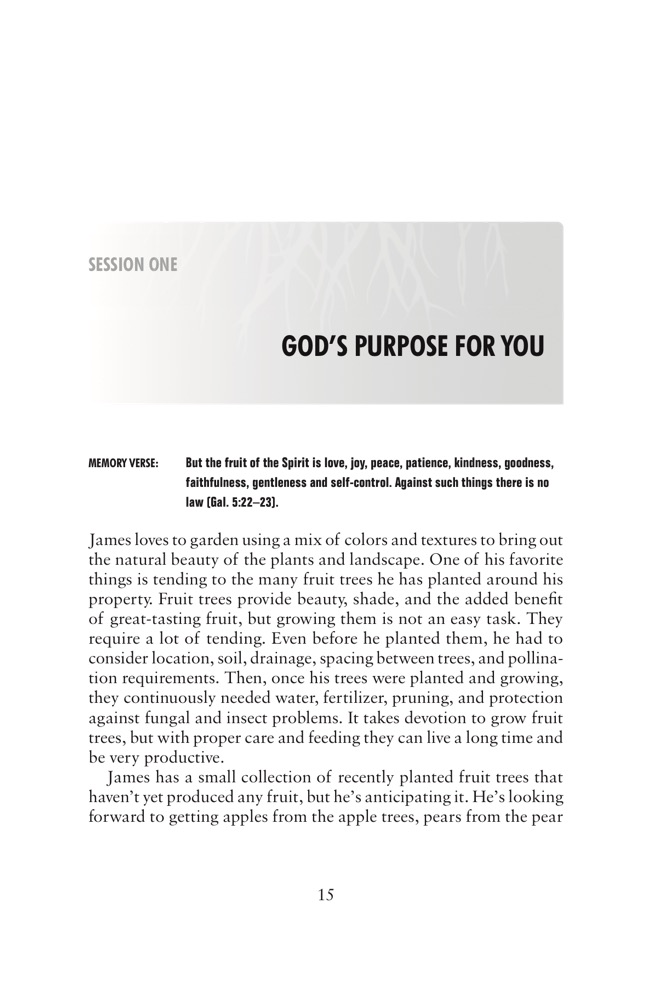 SESSION ONE
GOD'S PURPOSE FOR YOU
MEMORY VERSE: But the fruit of the Spirit is love, joy, peace, patience, kindness, goodness,
faithfulness, gentleness and self-control. Against such things there is no
law (Gal. 5:22–23).
James loves to garden using a mix of colors and textures to bring out
the natural beauty of the plants and landscape. One of his favorite
things is tending to the many fruit trees he has planted around his
property. Fruit trees provide beauty, shade, and the added benefit
of great-tasting fruit, but growing them is not an easy task. They
require a lot of tending. Even before he planted them, he had to
consider location, soil, drainage, spacing between trees, and pollina-
tion requirements. Then, once his trees were planted and growing,
they continuously needed water, fertilizer, pruning, and protection
against fungal and insect problems. It takes devotion to grow fruit
trees, but with proper care and feeding they can live a long time and
be very productive.
James has a small collection of recently planted fruit trees that
haven't yet produced any fruit, but he's anticipating it. He's looking
forward to getting apples from the apple trees, pears from the pear
15